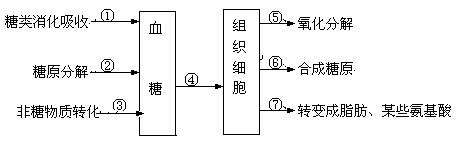 糖类消化吸收 ①
糖原分解 ②
非糖物质转化 ③
血糖
④
组织细胞
⑤ 氧化分解
⑥ 合成糖原
⑦ 转变成脂肪、某些氨基酸